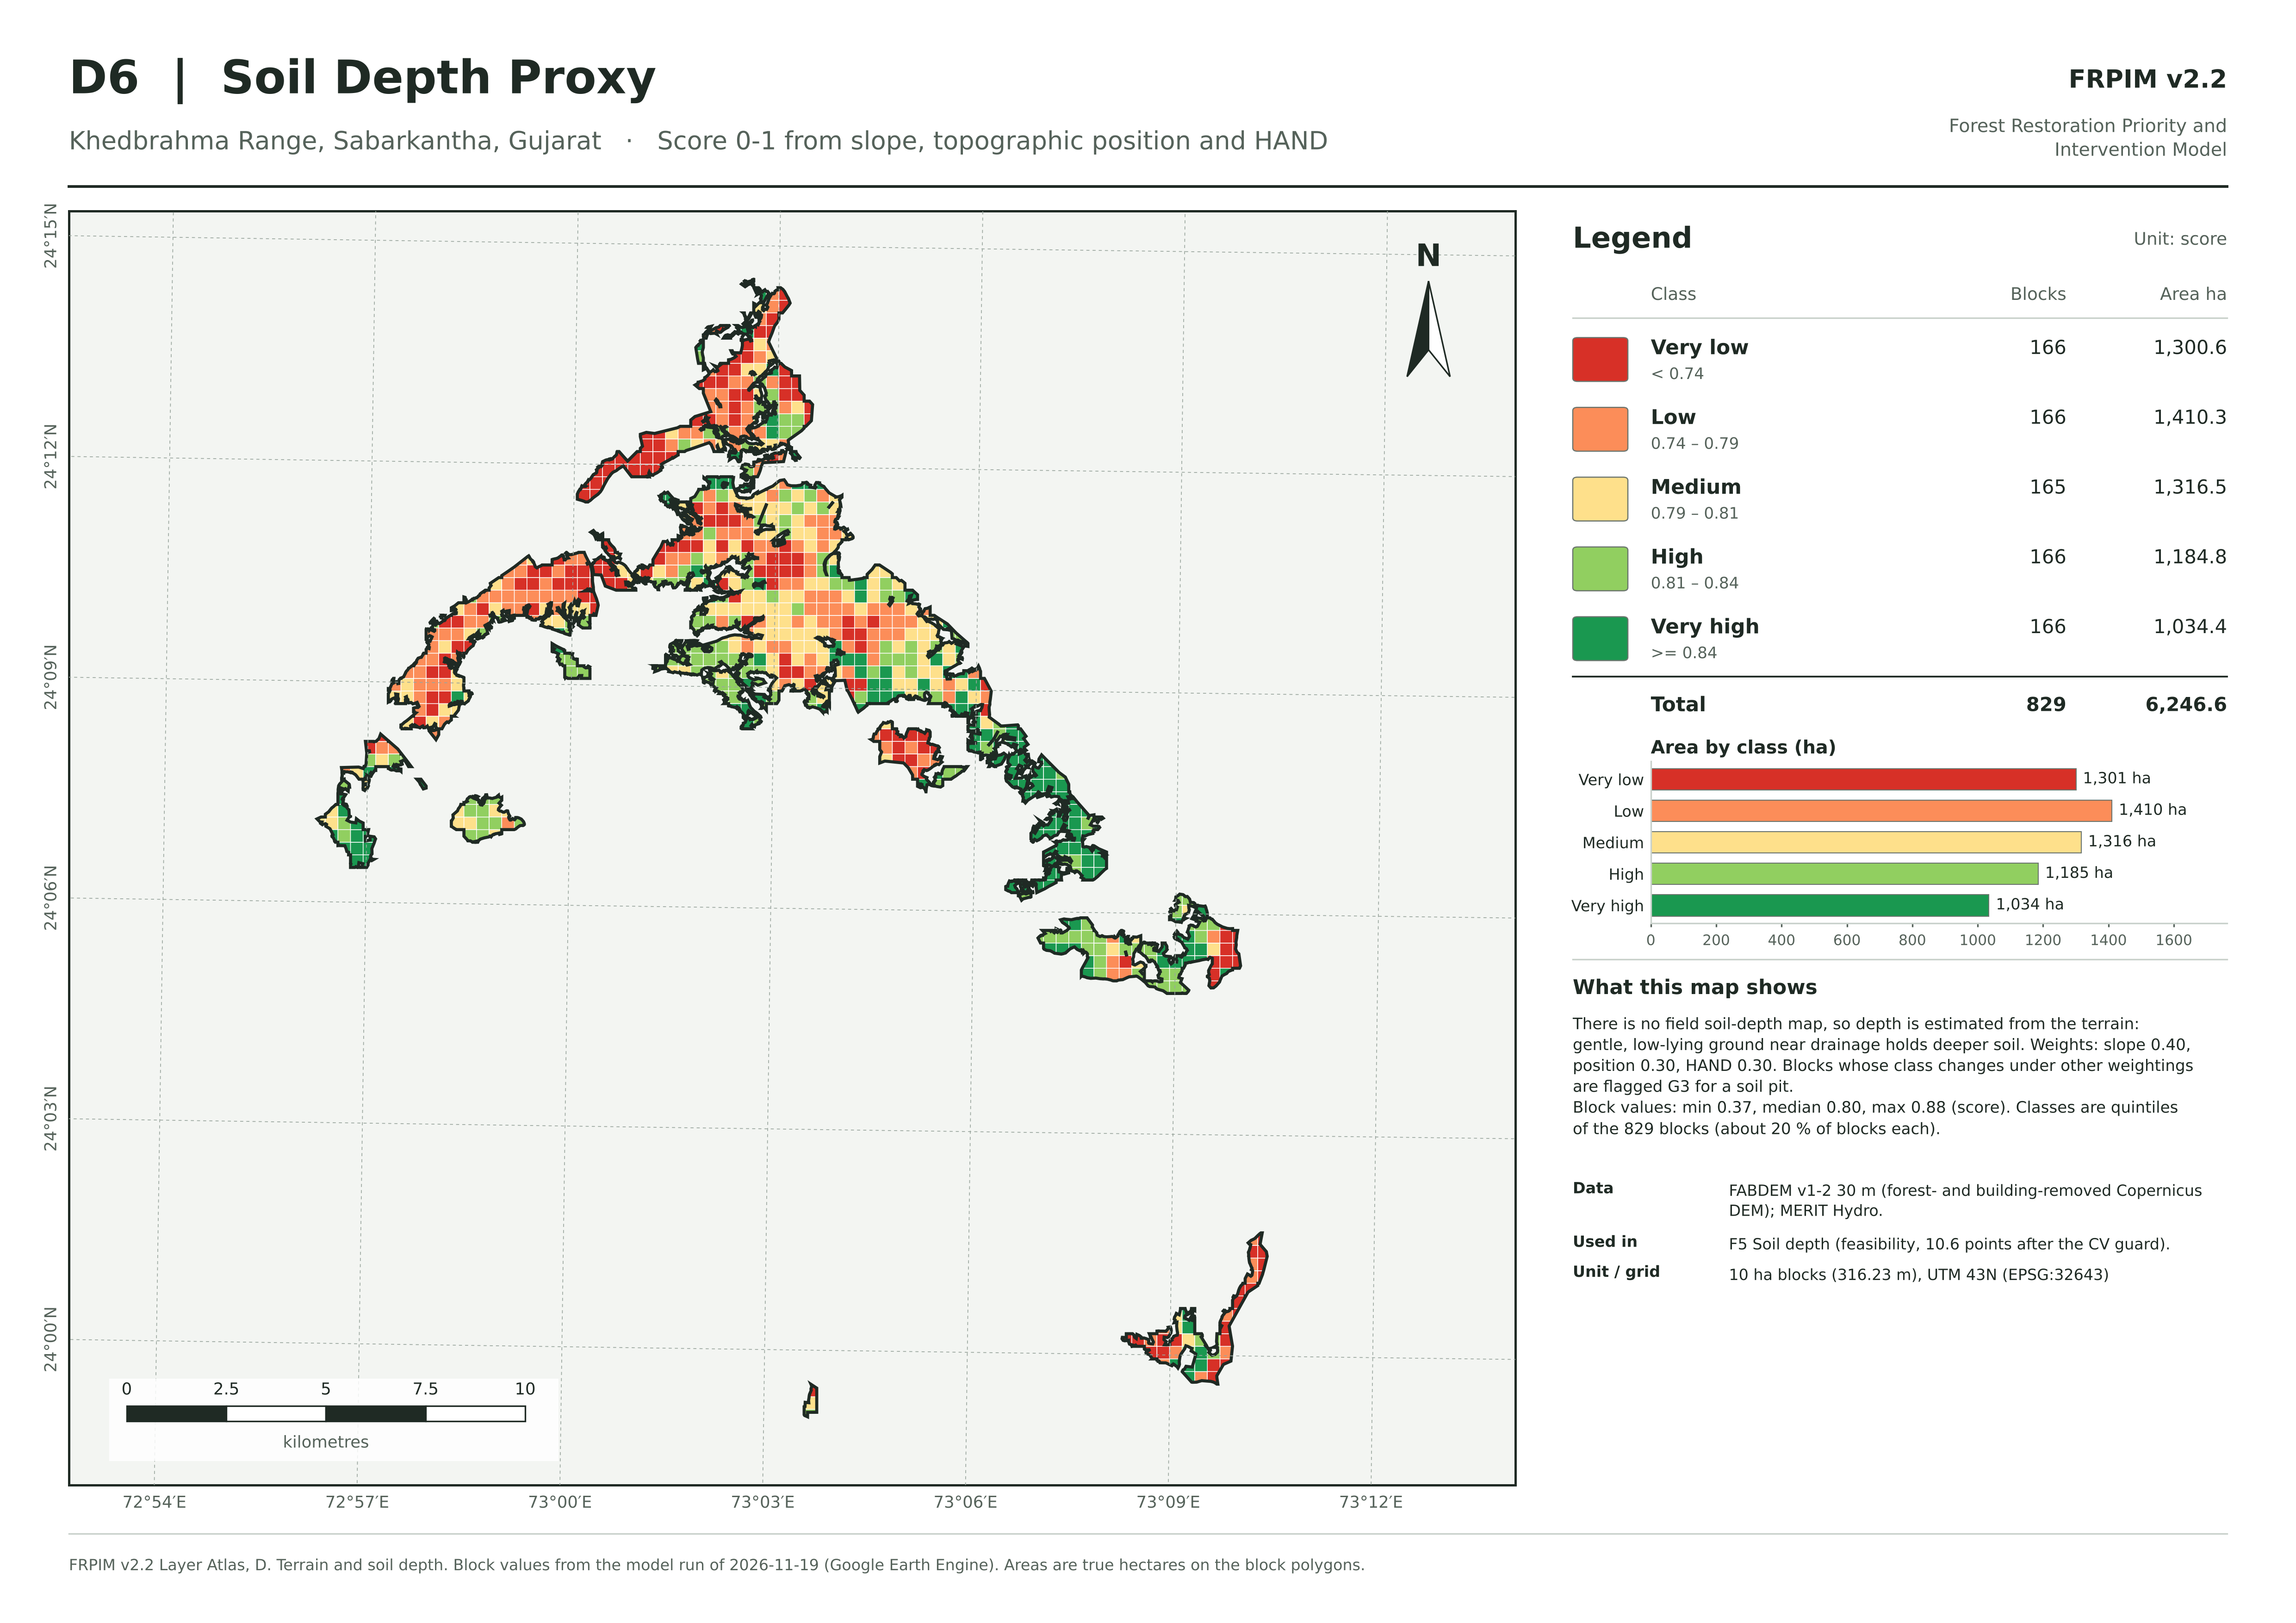 D6 | Soil Depth Proxy
FRPIM v2.2
Khedbrahma Range, Sabarkantha, Gujarat · Score 0-1 from slope, topographic position and HAND
Forest Restoration Priority and
Intervention Model
24°15′N
24°12′N
24°09′N
24°06′N
24°03′N
24°00′N
N
0 2.5 5 7.5 10
kilometres
72°54′E 72°57′E 73°00′E 73°03′E 73°06′E 73°09′E 73°12′E
Legend
Unit: score
Class Blocks Area ha
Very low 166 1,300.6
< 0.74
Low 166 1,410.3
0.74 – 0.79
Medium 165 1,316.5
0.79 – 0.81
High 166 1,184.8
0.81 – 0.84
Very high 166 1,034.4
>= 0.84
Total 829 6,246.6
Area by class (ha)
Very low 1,301 ha
Low 1,410 ha
Medium 1,316 ha
High 1,185 ha
Very high 1,034 ha
0 200 400 600 800 1000 1200 1400 1600
What this map shows
There is no field soil-depth map, so depth is estimated from the terrain:
gentle, low-lying ground near drainage holds deeper soil. Weights: slope 0.40,
position 0.30, HAND 0.30. Blocks whose class changes under other weightings
are flagged G3 for a soil pit.
Block values: min 0.37, median 0.80, max 0.88 (score). Classes are quintiles
of the 829 blocks (about 20 % of blocks each).
Data FABDEM v1-2 30 m (forest- and building-removed Copernicus
DEM); MERIT Hydro.
Used in F5 Soil depth (feasibility, 10.6 points after the CV guard).
Unit / grid 10 ha blocks (316.23 m), UTM 43N (EPSG:32643)
FRPIM v2.2 Layer Atlas, D. Terrain and soil depth. Block values from the model run of 2026-11-19 (Google Earth Engine). Areas are true hectares on the block polygons.